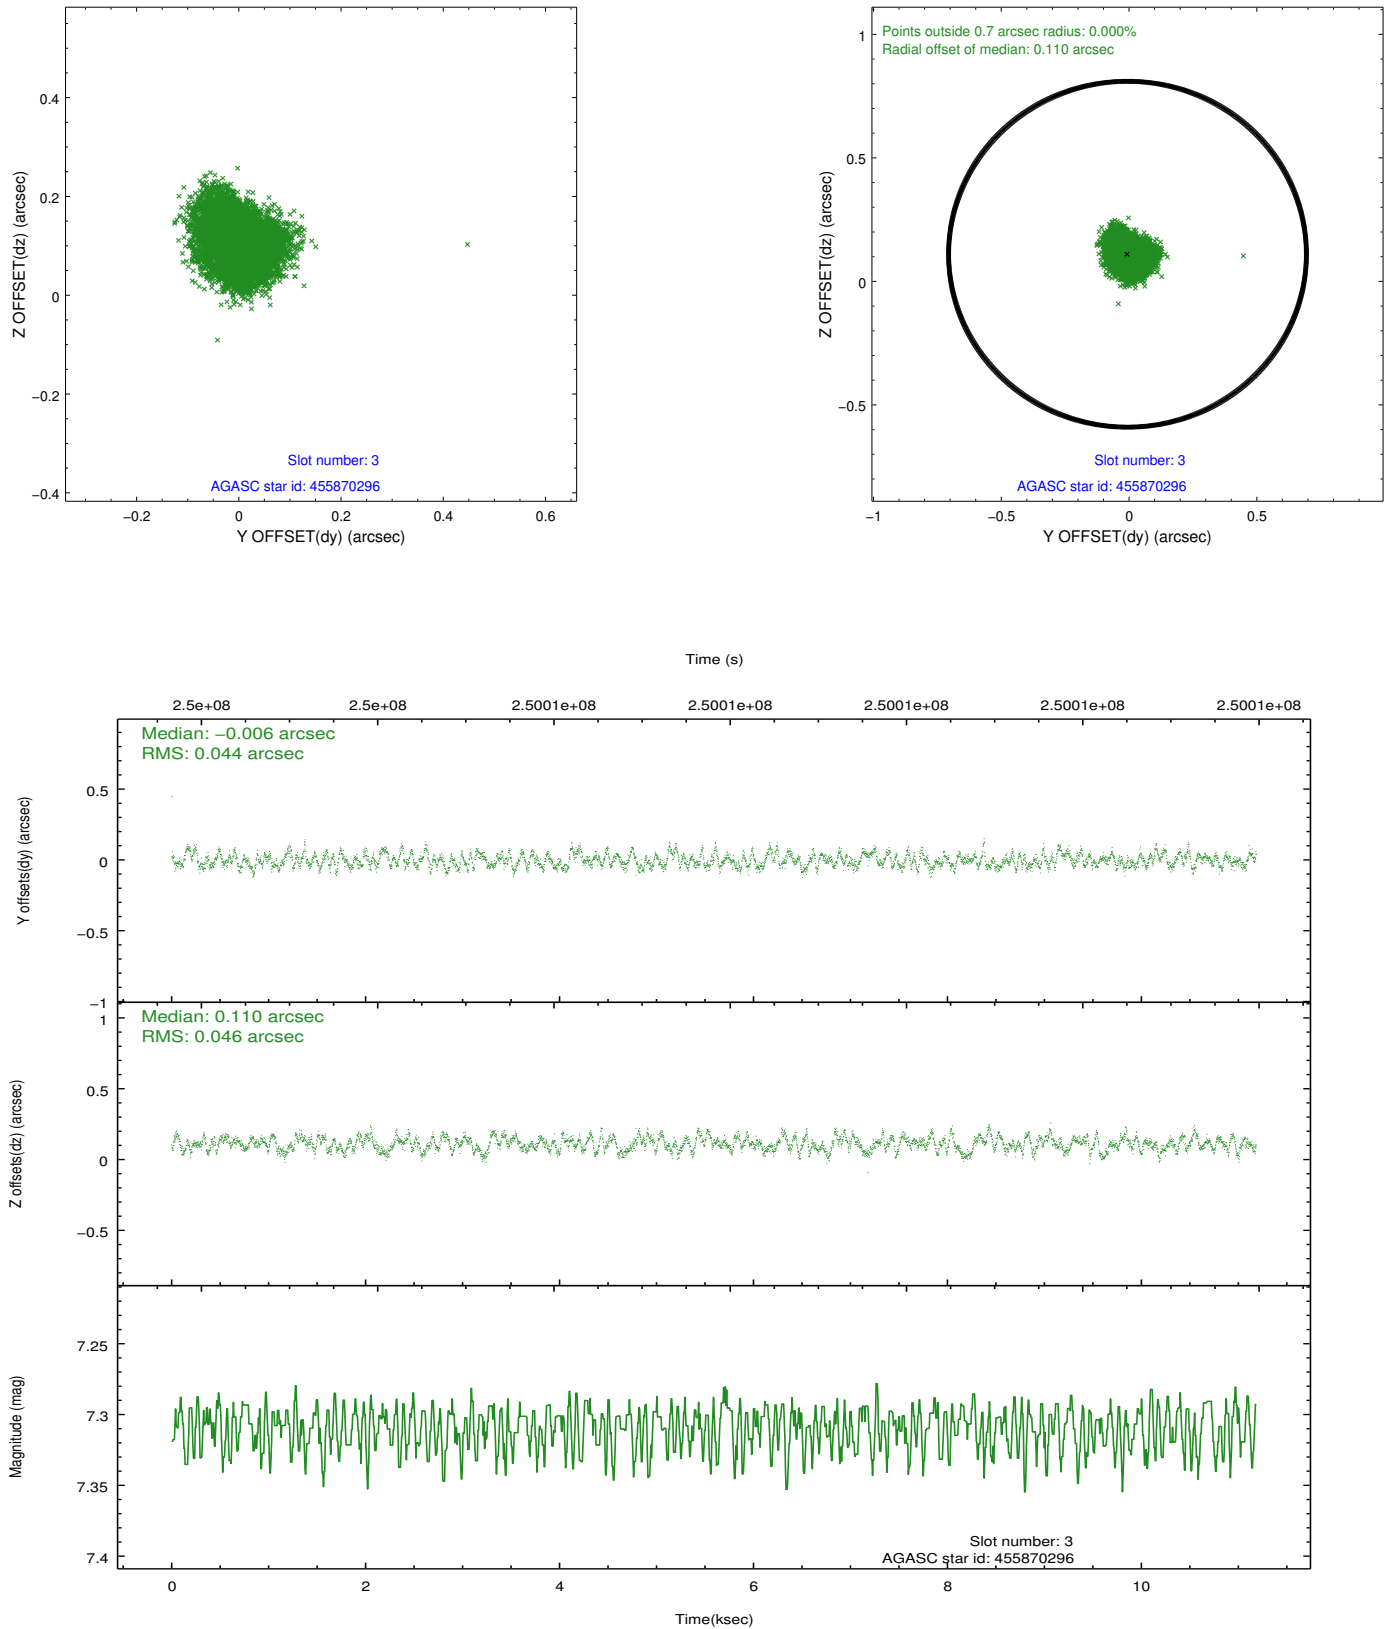 0.4
0.2
0
−0.2
−0.4
Z OFFSET(dz) (arcsec)
Slot number: 3
AGASC star id: 455870296
−0.2
0
0.2
0.4
0.6
Y OFFSET(dy) (arcsec)
Points outside 0.7 arcsec radius: 0.000%
Radial offset of median: 0.110 arcsec
1
0.5
0
−0.5
Z OFFSET(dz) (arcsec)
Slot number: 3
AGASC star id: 455870296
−1
−0.5
0
0.5
Y OFFSET(dy) (arcsec)
Time (s)
2.5e+08
2.5e+08
2.5001e+08
2.5001e+08
2.5001e+08
2.5001e+08
2.5001e+08
Median: −0.006 arcsec
RMS: 0.044 arcsec
0.5
0
−0.5
−1
Y offsets(dy) (arcsec)
Median: 0.110 arcsec
RMS: 0.046 arcsec
1
0.5
0
−0.5
Z offsets(dz) (arcsec)
7.25
7.3
7.35
7.4
Magnitude (mag)
Slot number: 3
AGASC star id: 455870296
0
2
4
6
8
10
Time(ksec)